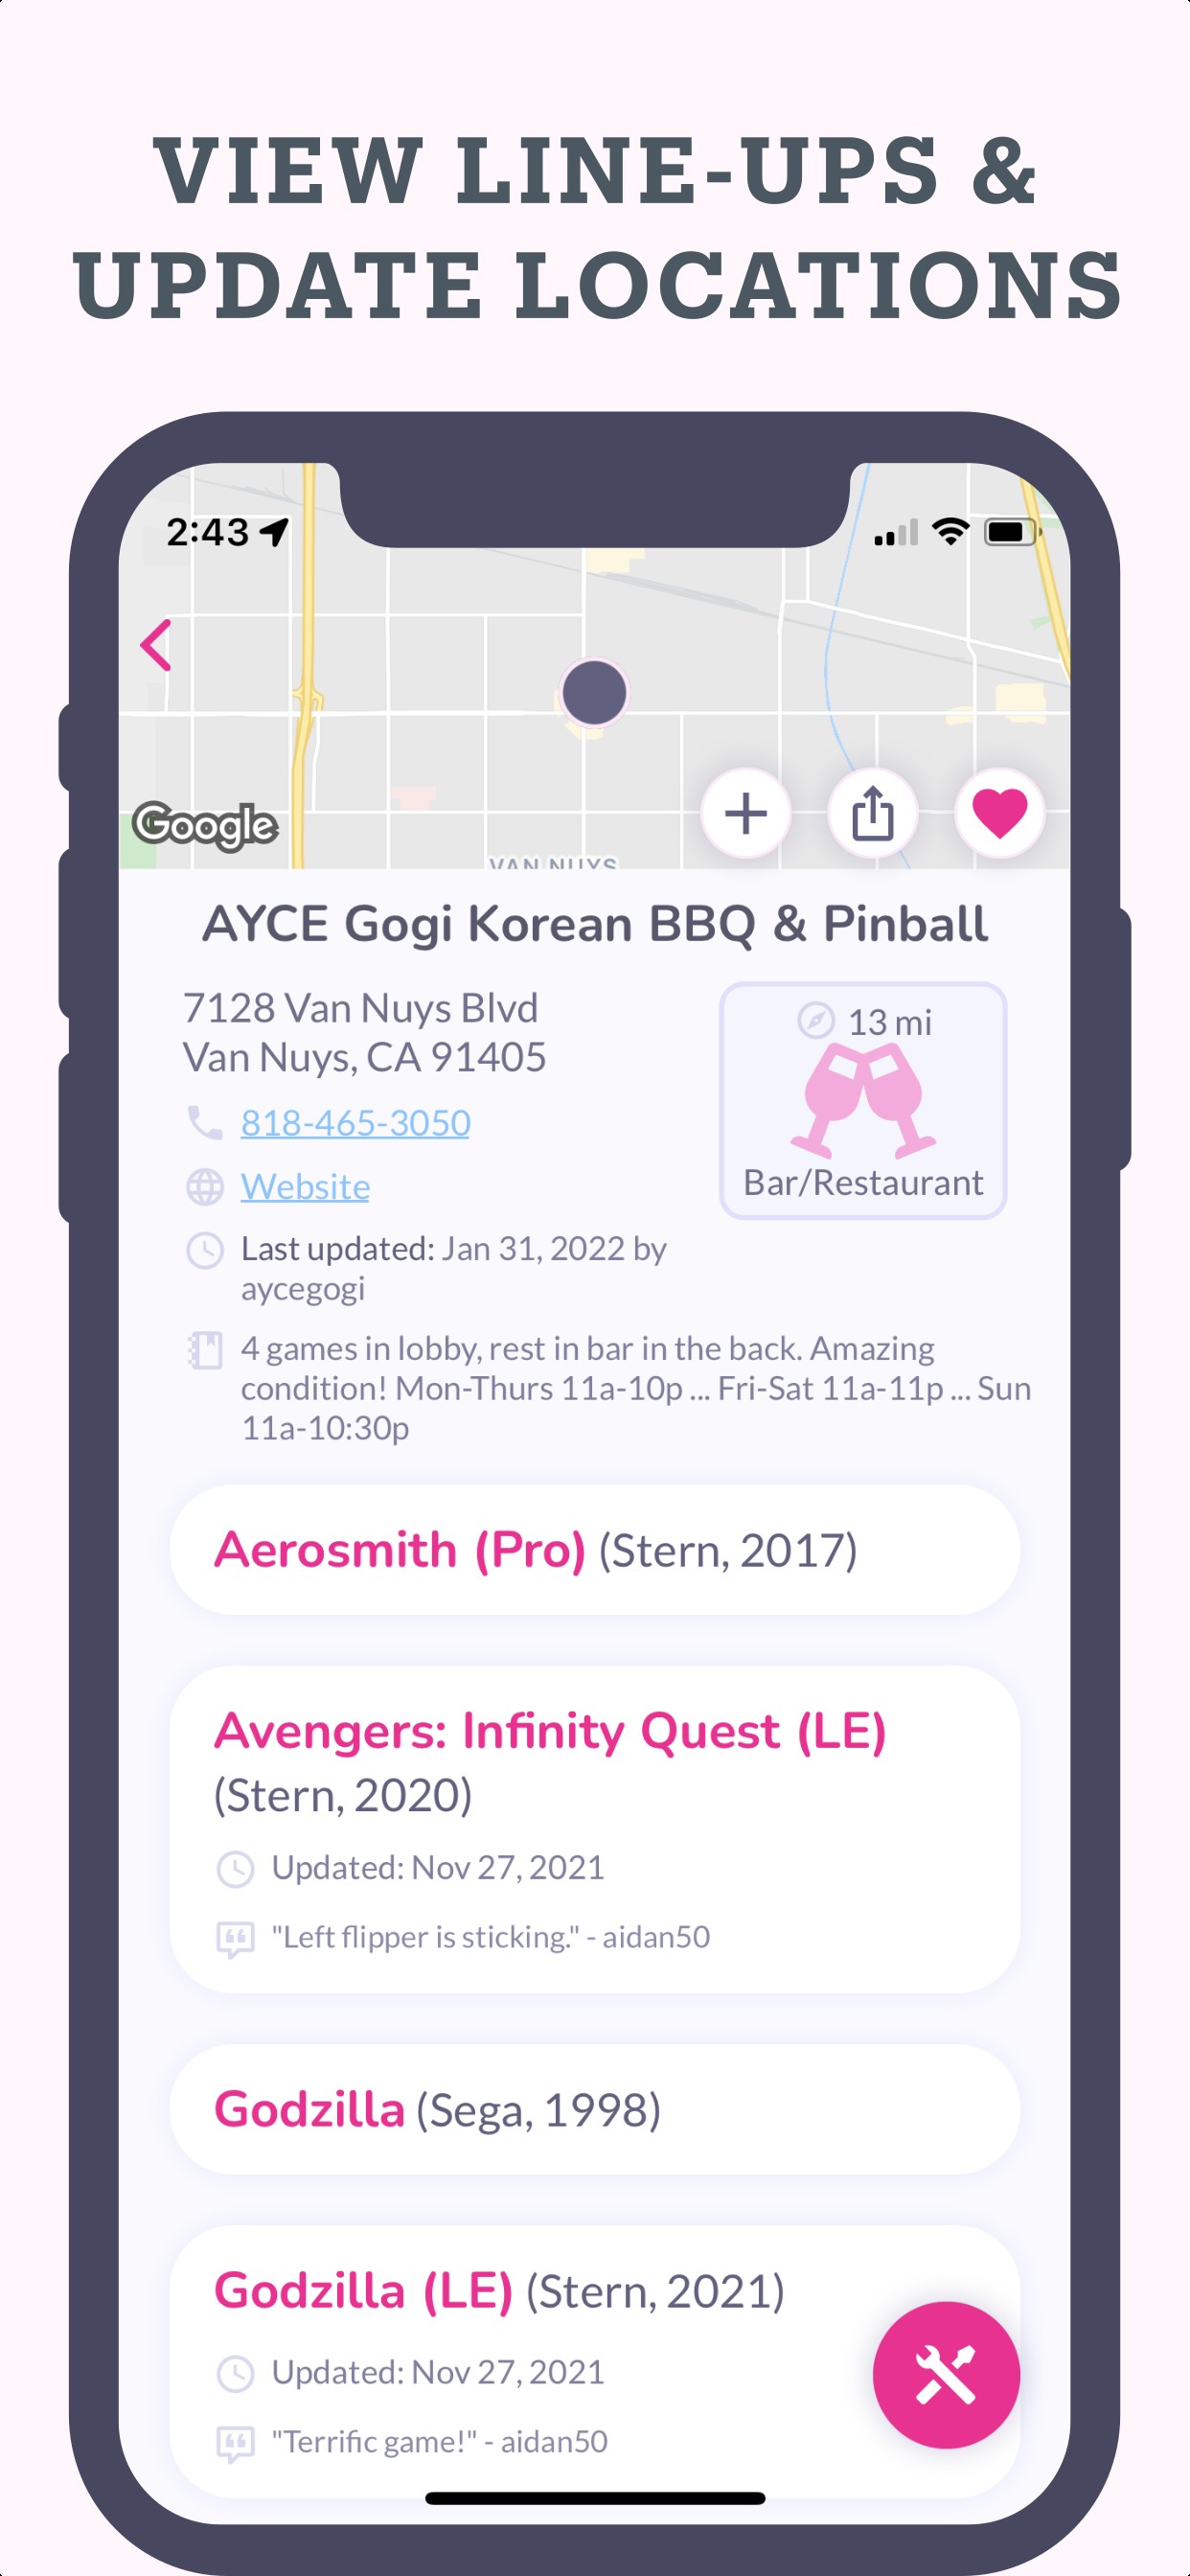 VIEW LINE-UPS &
UPDATE LOCATIONS
2:43
Google
VAN NUYS
AYCE Gogi Korean BBQ & Pinball
7128 Van Nuys Blvd
Van Nuys, CA 91405
13 mi
818-465-3050
Website
Bar/Restaurant
Last updated: Jan 31, 2022 by
aycegogi
4 games in lobby, rest in bar in the back. Amazing
condition! Mon-Thurs 11a-10p ... Fri-Sat 11a-11p ... Sun
11a-10:30p
Aerosmith (Pro) (Stern, 2017)
Avengers: Infinity Quest (LE)
(Stern, 2020)
Updated: Nov 27, 2021
"Left flipper is sticking." - aidan50
Godzilla (Sega, 1998)
Godzilla (LE) (Stern, 2021)
Updated: Nov 27, 2021
"Terrific game!" - aidan50